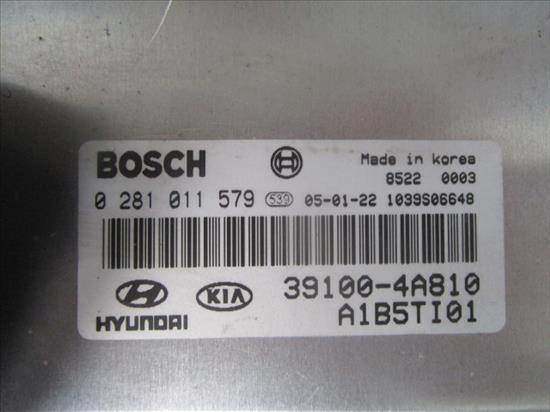 BOSCH
Made in korea
8522 0003
0 281 011 579 539 05-01-22 1039S06648
HYUNDAI KIA
39100-4A810
A1B5TI01